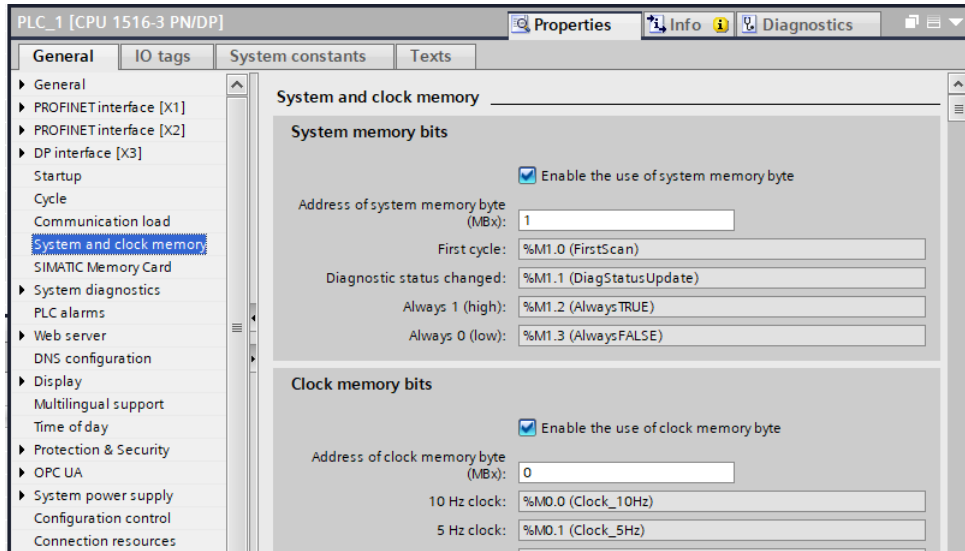 PLC_1 [CPU 1516-3 PN/DP]
Properties
Info
Diagnostics
General
IO tags
System constants
Texts
General
PROFINET interface [X1]
PROFINET interface [X2]
DP interface [X3]
Startup
Cycle
Communication load
System and clock memory
SIMATIC Memory Card
System diagnostics
PLC alarms
Web server
DNS configuration
Display
Multilingual support
Time of day
Protection & Security
OPC UA
System power supply
Configuration control
Connection resources
System and clock memory
System memory bits
Enable the use of system memory byte
Address of system memory byte
(MBx): 1
First cycle: %M1.0 (FirstScan)
Diagnostic status changed: %M1.1 (DiagStatusUpdate)
Always 1 (high): %M1.2 (AlwaysTRUE)
Always 0 (low): %M1.3 (AlwaysFALSE)
Clock memory bits
Enable the use of clock memory byte
Address of clock memory byte
(MBx): 0
10 Hz clock: %M0.0 (Clock_10Hz)
5 Hz clock: %M0.1 (Clock_5Hz)